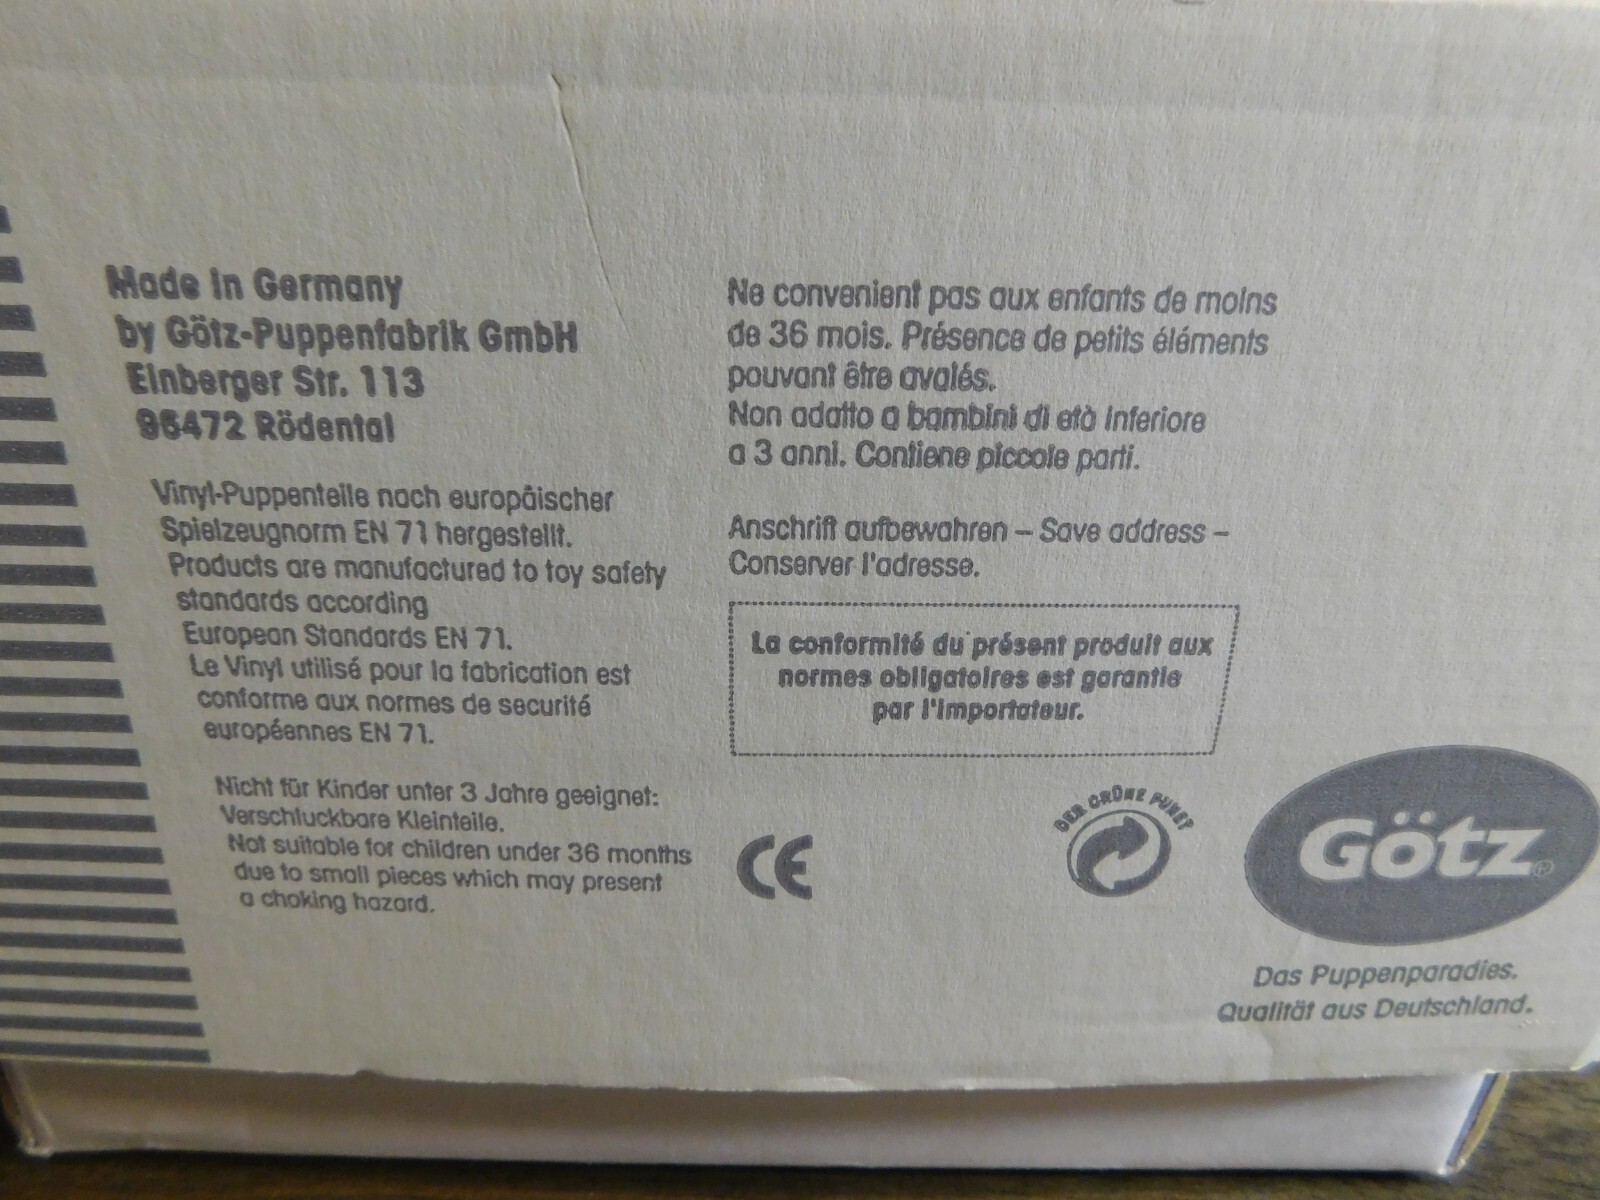 Made in Germany
by Götz-Puppenfabrik GmbH
Einberger Str. 113
96472 Rödental
Vinyl-Puppenteile nach europäischer
Spielzeugnorm EN 71 hergestellt.
Products are manufactured to toy safety
standards according
European Standards EN 71.
Le Vinyl utilisé pour la fabrication est
conforme aux normes de securité
européennes EN 71.
Nicht für Kinder unter 3 Jahre geeignet:
Verschluckbare Kleinteile.
Not suitable for children under 36 months
due to small pieces which may present
a choking hazard.
Ne convenient pas aux enfants de moins
de 36 mois. Présence de petits éléments
pouvant être avalés.
Non adatto a bambini di età inferiore
a 3 anni. Contiene piccole parti.
Anschrift aufbewahren – Save address –
Conserver l'adresse.
La conformité du présent produit aux
normes obligatoires est garantie
par l'importateur.
CE
DER GRÜNE PUNKT
Götz®
Das Puppenparadies.
Qualität aus Deutschland.